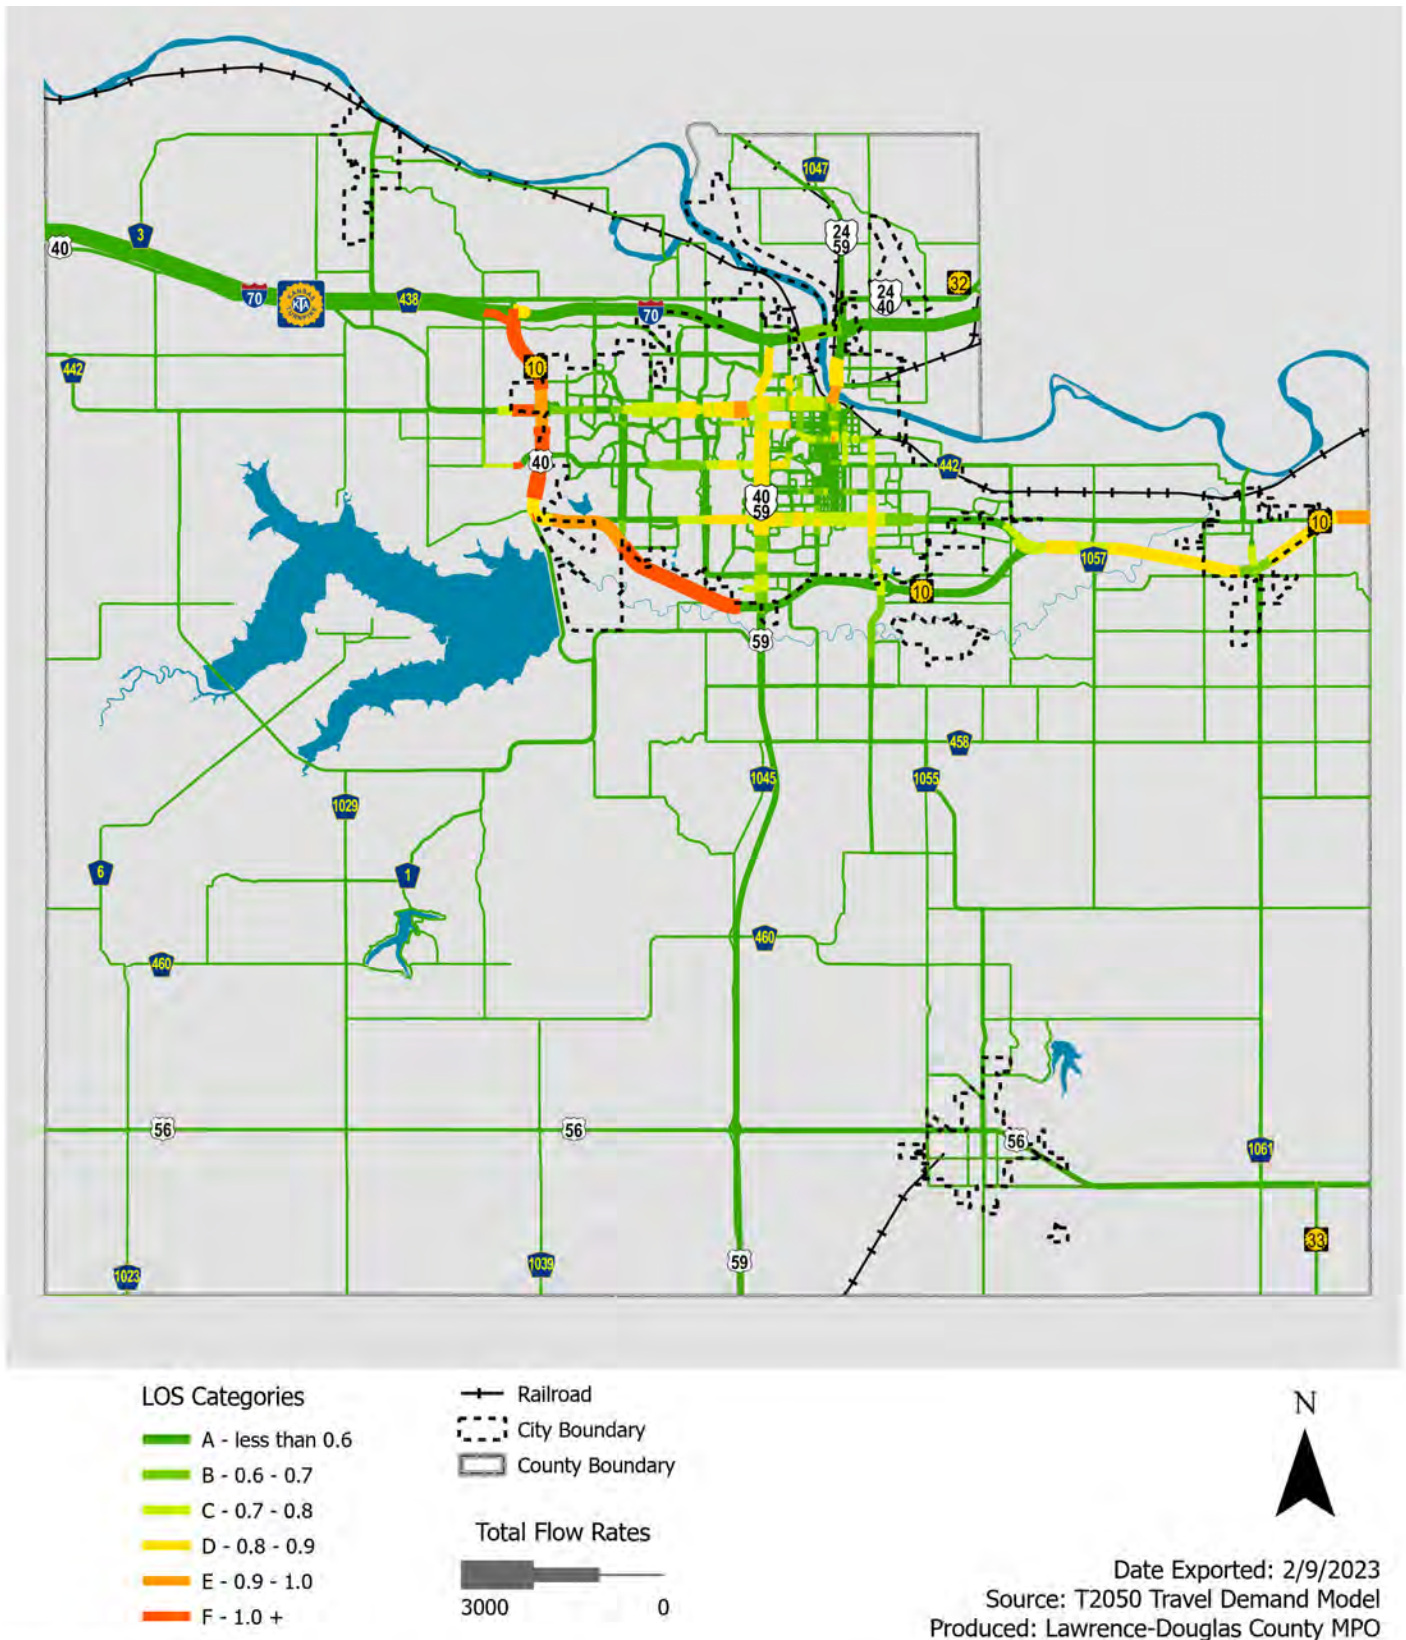 1047
24
59
3
40
32
24
40
70
KANSAS
KTA
TURNPIKE
438
70
442
10
40
442
40
59
10
1057
10
59
458
1045
1055
1029
6
1
460
460
56
56
56
1061
33
59
1039
1023
LOS Categories
A - less than 0.6
B - 0.6 - 0.7
C - 0.7 - 0.8
D - 0.8 - 0.9
E - 0.9 - 1.0
F - 1.0 +
Railroad
City Boundary
County Boundary
Total Flow Rates
3000 0
N
Date Exported: 2/9/2023
Source: T2050 Travel Demand Model
Produced: Lawrence-Douglas County MPO